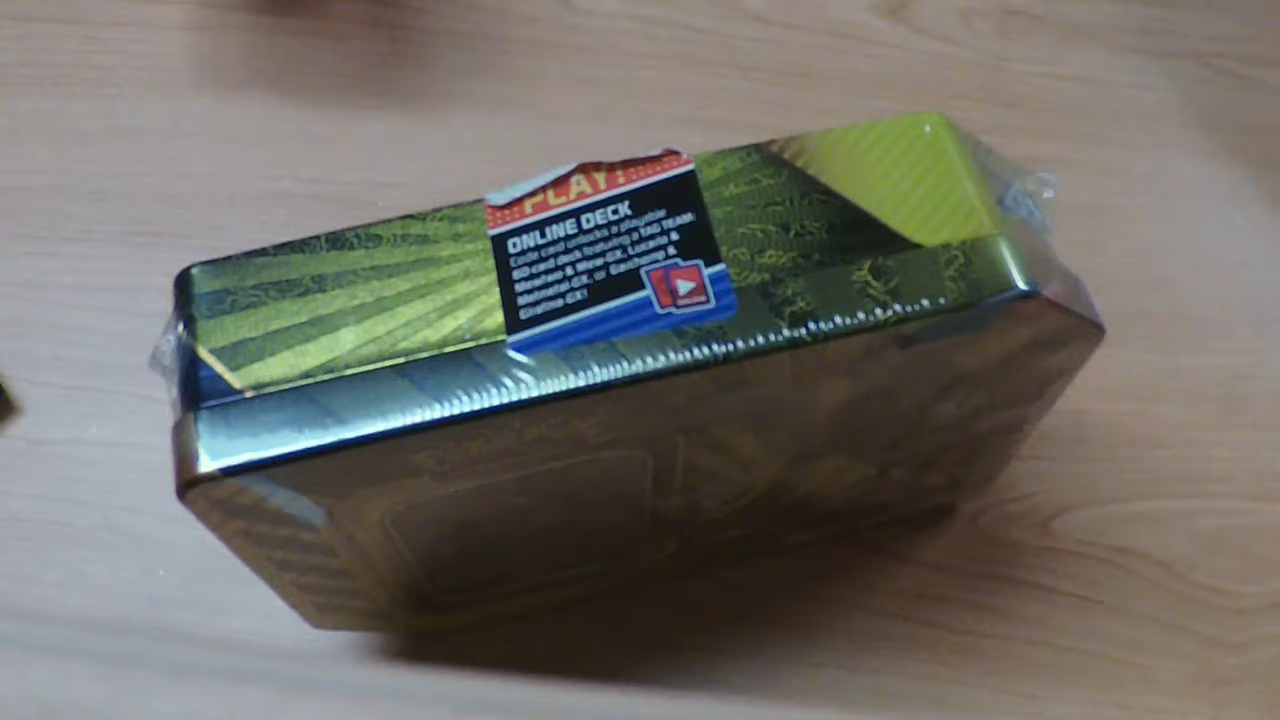 PLAY!
ONLINE DECK
Code card unlocks a playable
60-card deck featuring a TAG TEAM:
Mewtwo & Mew-GX, Lucario &
Melmetal-GX, or Garchomp &
Giratina-GX!